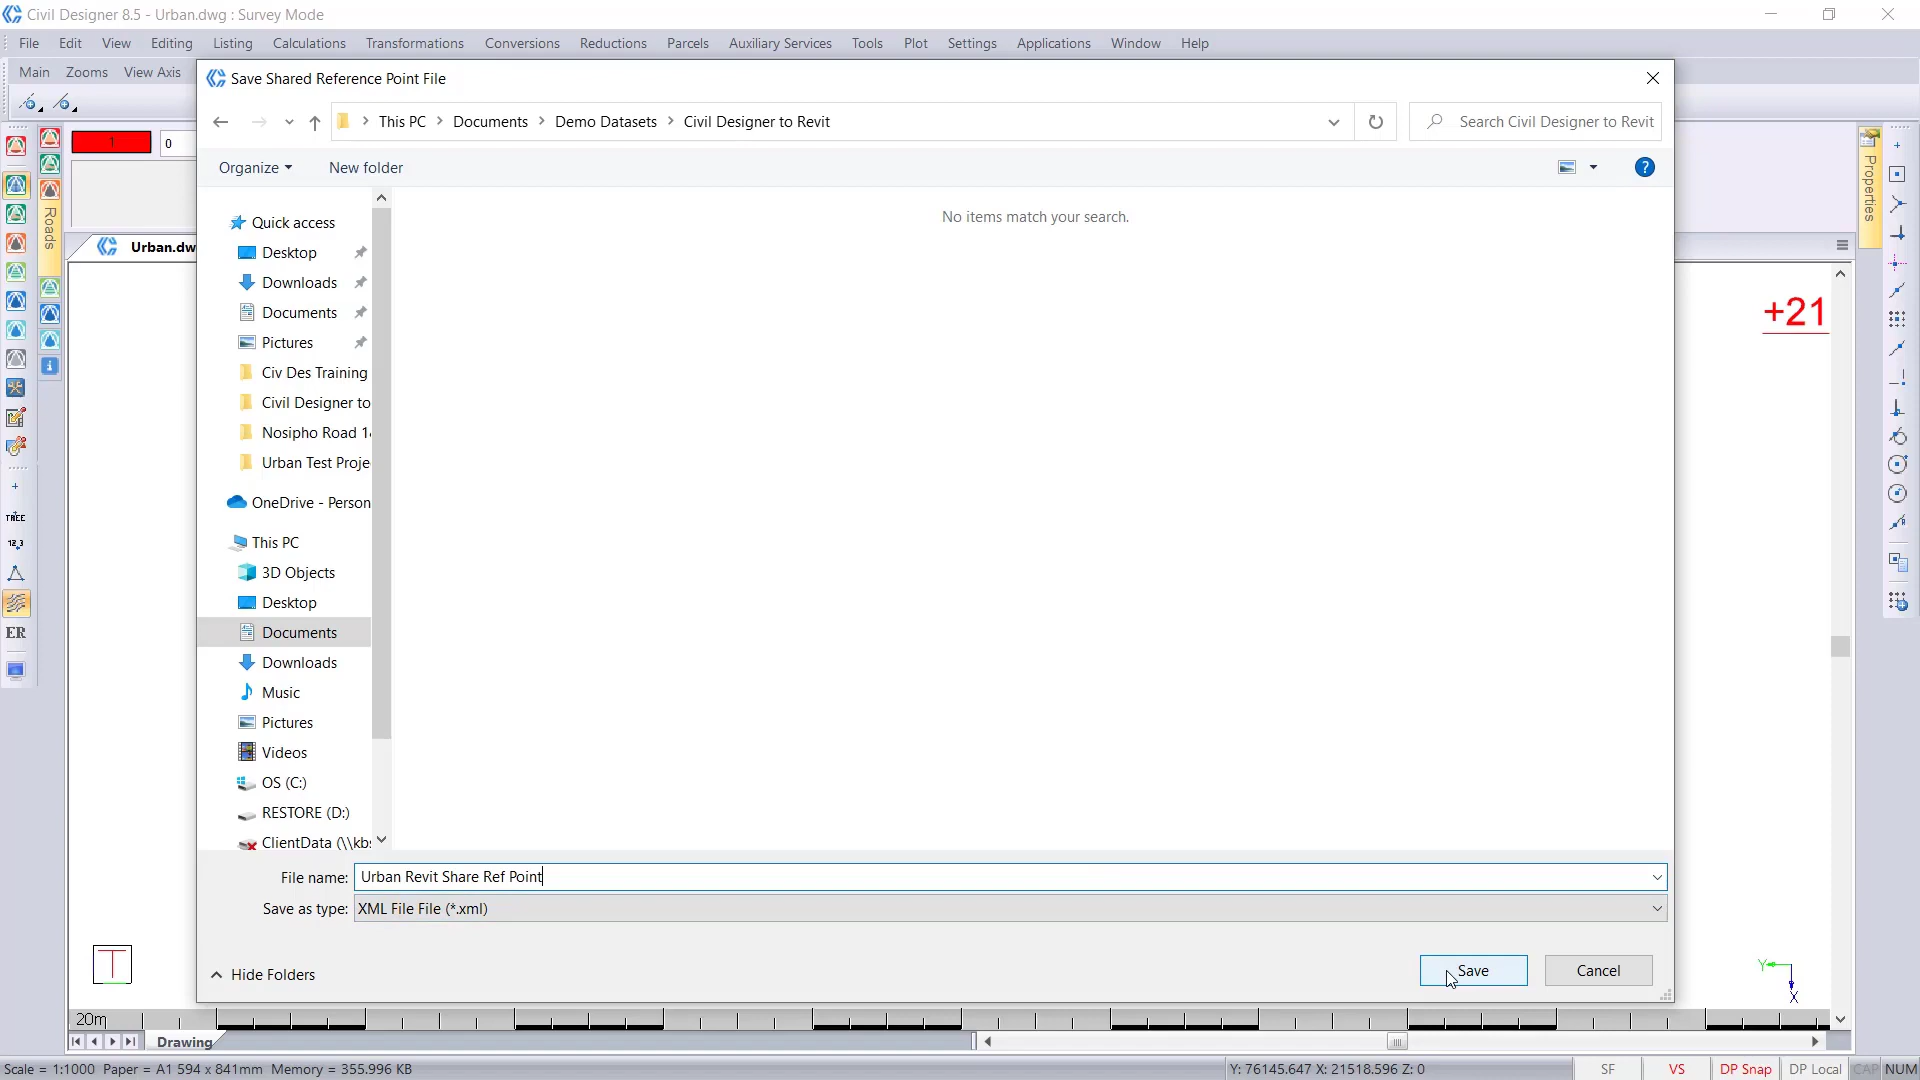 Civil Designer 8.5 - Urban.dwg : Survey Mode
File Edit View Editing Listing Calculations Transformations Conversions Reductions Parcels Auxiliary Services Tools Plot Settings Applications Window Help
Main Zooms View Axis
Save Shared Reference Point File
This PC Documents Demo Datasets Civil Designer to Revit
Search Civil Designer to Revit
Organize New folder
0
Roads
Properties
Urban.dw
No items match your search.
+21
Quick access
Desktop
Downloads
Documents
Pictures
Civ Des Training
Civil Designer to
Nosipho Road 1
Urban Test Proje
OneDrive - Person
This PC
3D Objects
Desktop
Documents
Downloads
Music
Pictures
Videos
OS (C:)
RESTORE (D:)
ClientData (\\kb
TREE
ER
File name: Urban Revit Share Ref Point
Save as type: XML File File (*.xml)
Hide Folders
Save Cancel
T
Y
X
20m
Drawing
Scale = 1:1000 Paper = A1 594 x 841mm Memory = 355.996 KB
Y: 76145.647 X: 21518.596 Z: 0
SF VS DP Snap DP Local CAP NUM